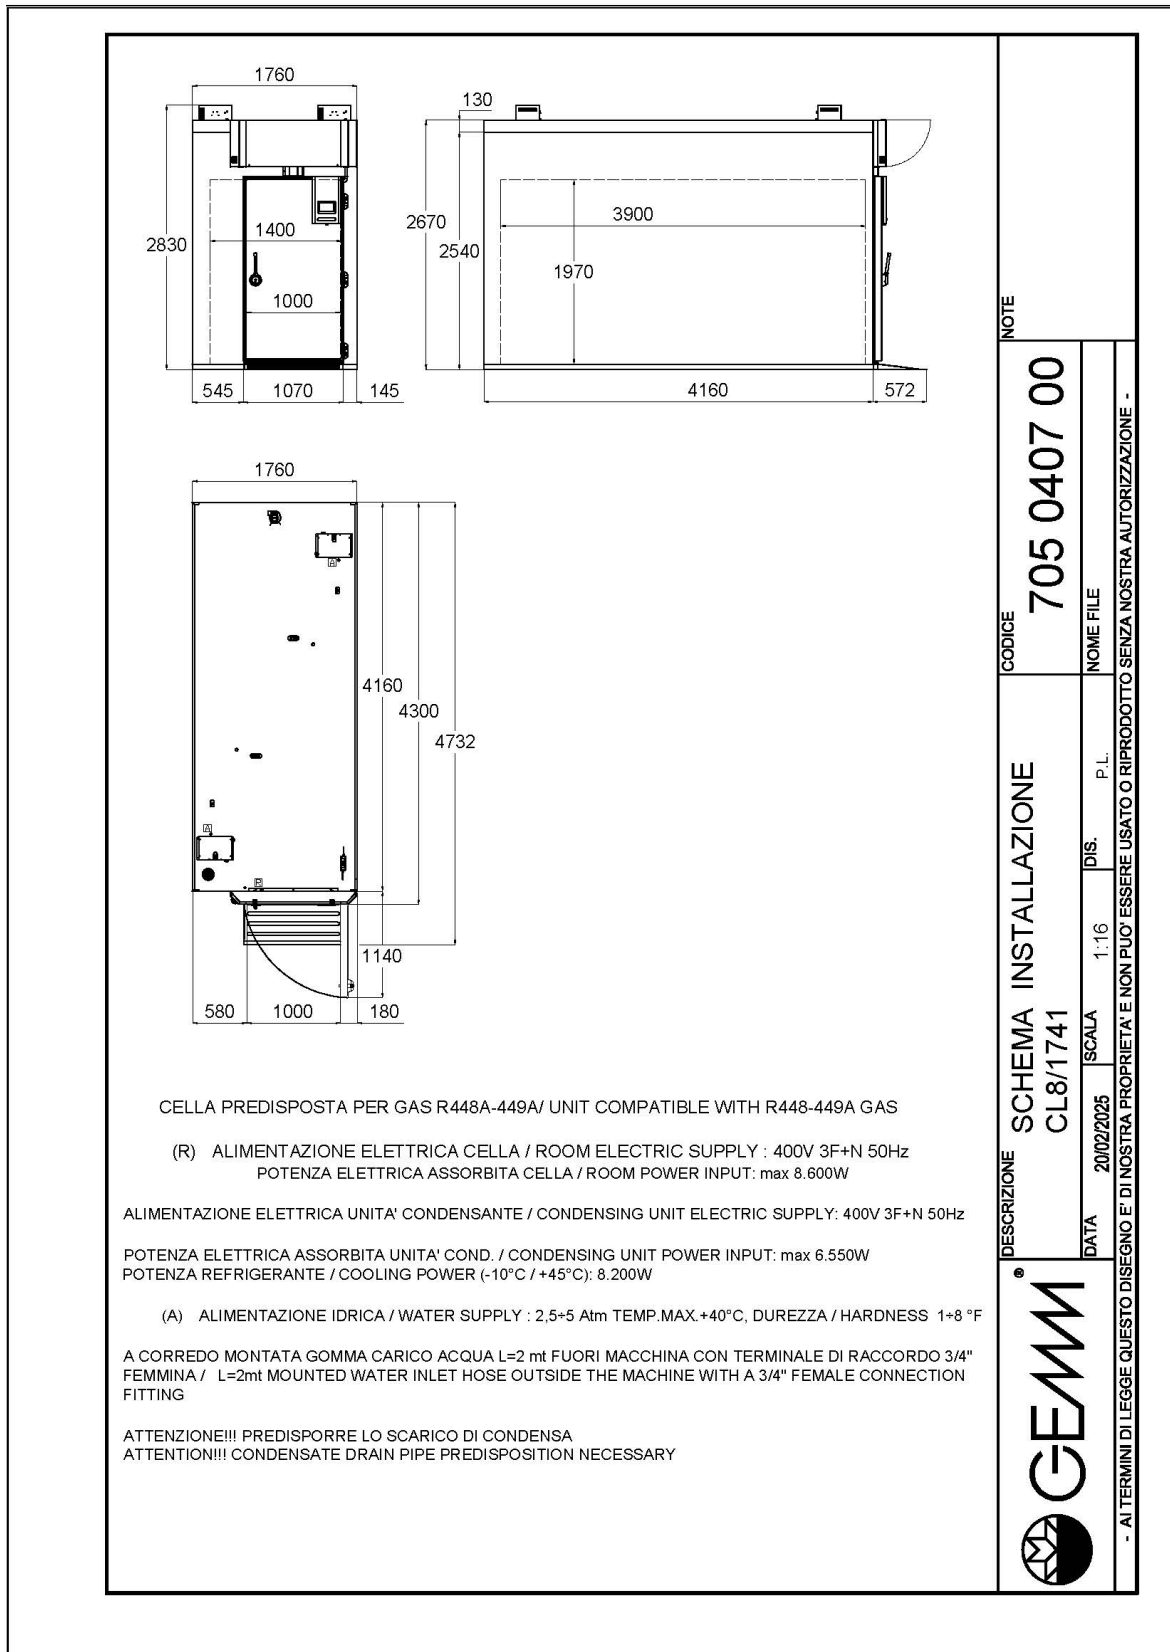 1760
130
2830
1400
1000
545
1070
145
2670
2540
3900
1970
4160
572
1760
A
4160
4300
4732
A
1140
580
1000
180
CELLA PREDISPOSTA PER GAS R448A-449A/ UNIT COMPATIBLE WITH R448-449A GAS
(R) ALIMENTAZIONE ELETTRICA CELLA / ROOM ELECTRIC SUPPLY : 400V 3F+N 50Hz
POTENZA ELETTRICA ASSORBITA CELLA / ROOM POWER INPUT: max 8.600W
ALIMENTAZIONE ELETTRICA UNITA' CONDENSANTE / CONDENSING UNIT ELECTRIC SUPPLY: 400V 3F+N 50Hz
POTENZA ELETTRICA ASSORBITA UNITA' COND. / CONDENSING UNIT POWER INPUT: max 6.550W
POTENZA REFRIGERANTE / COOLING POWER (-10°C / +45°C): 8.200W
(A) ALIMENTAZIONE IDRICA / WATER SUPPLY : 2,5÷5 Atm TEMP.MAX.+40°C, DUREZZA / HARDNESS 1÷8 °F
A CORREDO MONTATA GOMMA CARICO ACQUA L=2 mt FUORI MACCHINA CON TERMINALE DI RACCORDO 3/4"
FEMMINA / L=2mt MOUNTED WATER INLET HOSE OUTSIDE THE MACHINE WITH A 3/4" FEMALE CONNECTION
FITTING
ATTENZIONE!!! PREDISPORRE LO SCARICO DI CONDENSA
ATTENTION!!! CONDENSATE DRAIN PIPE PREDISPOSITION NECESSARY
GEMM®
DESCRIZIONE
SCHEMA INSTALLAZIONE
CL8/1741
CODICE
705 0407 00
NOTE
DATA
20/02/2025
SCALA
1:16
DIS.
P.L.
NOME FILE
- AI TERMINI DI LEGGE QUESTO DISEGNO E' DI NOSTRA PROPRIETA' E NON PUO' ESSERE USATO O RIPRODOTTO SENZA NOSTRA AUTORIZZAZIONE -